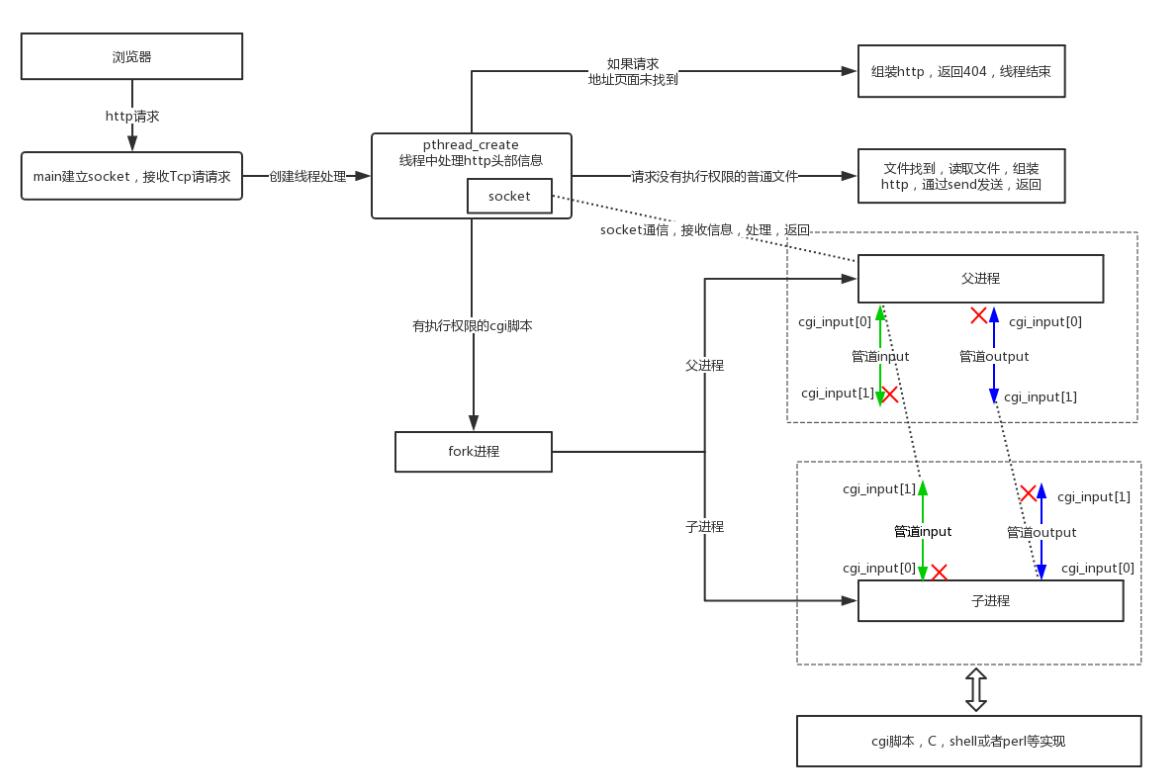 浏览器
http请求
main建立socket，接收Tcp请请求
创建线程处理
pthread_create
线程中处理http头部信息
socket
如果请求
地址页面未找到
组装http，返回404，线程结束
请求没有执行权限的普通文件
文件找到，读取文件，组装
http，通过send发送，返回
socket通信，接收信息，处理，返回
有执行权限的cgi脚本
fork进程
父进程
子进程
父进程
cgi_input[0]
cgi_input[0]
管道input
管道output
cgi_input[1]
cgi_input[1]
cgi_input[1]
cgi_input[1]
管道input
管道output
cgi_input[0]
cgi_input[0]
子进程
cgi脚本，C，shell或者perl等实现